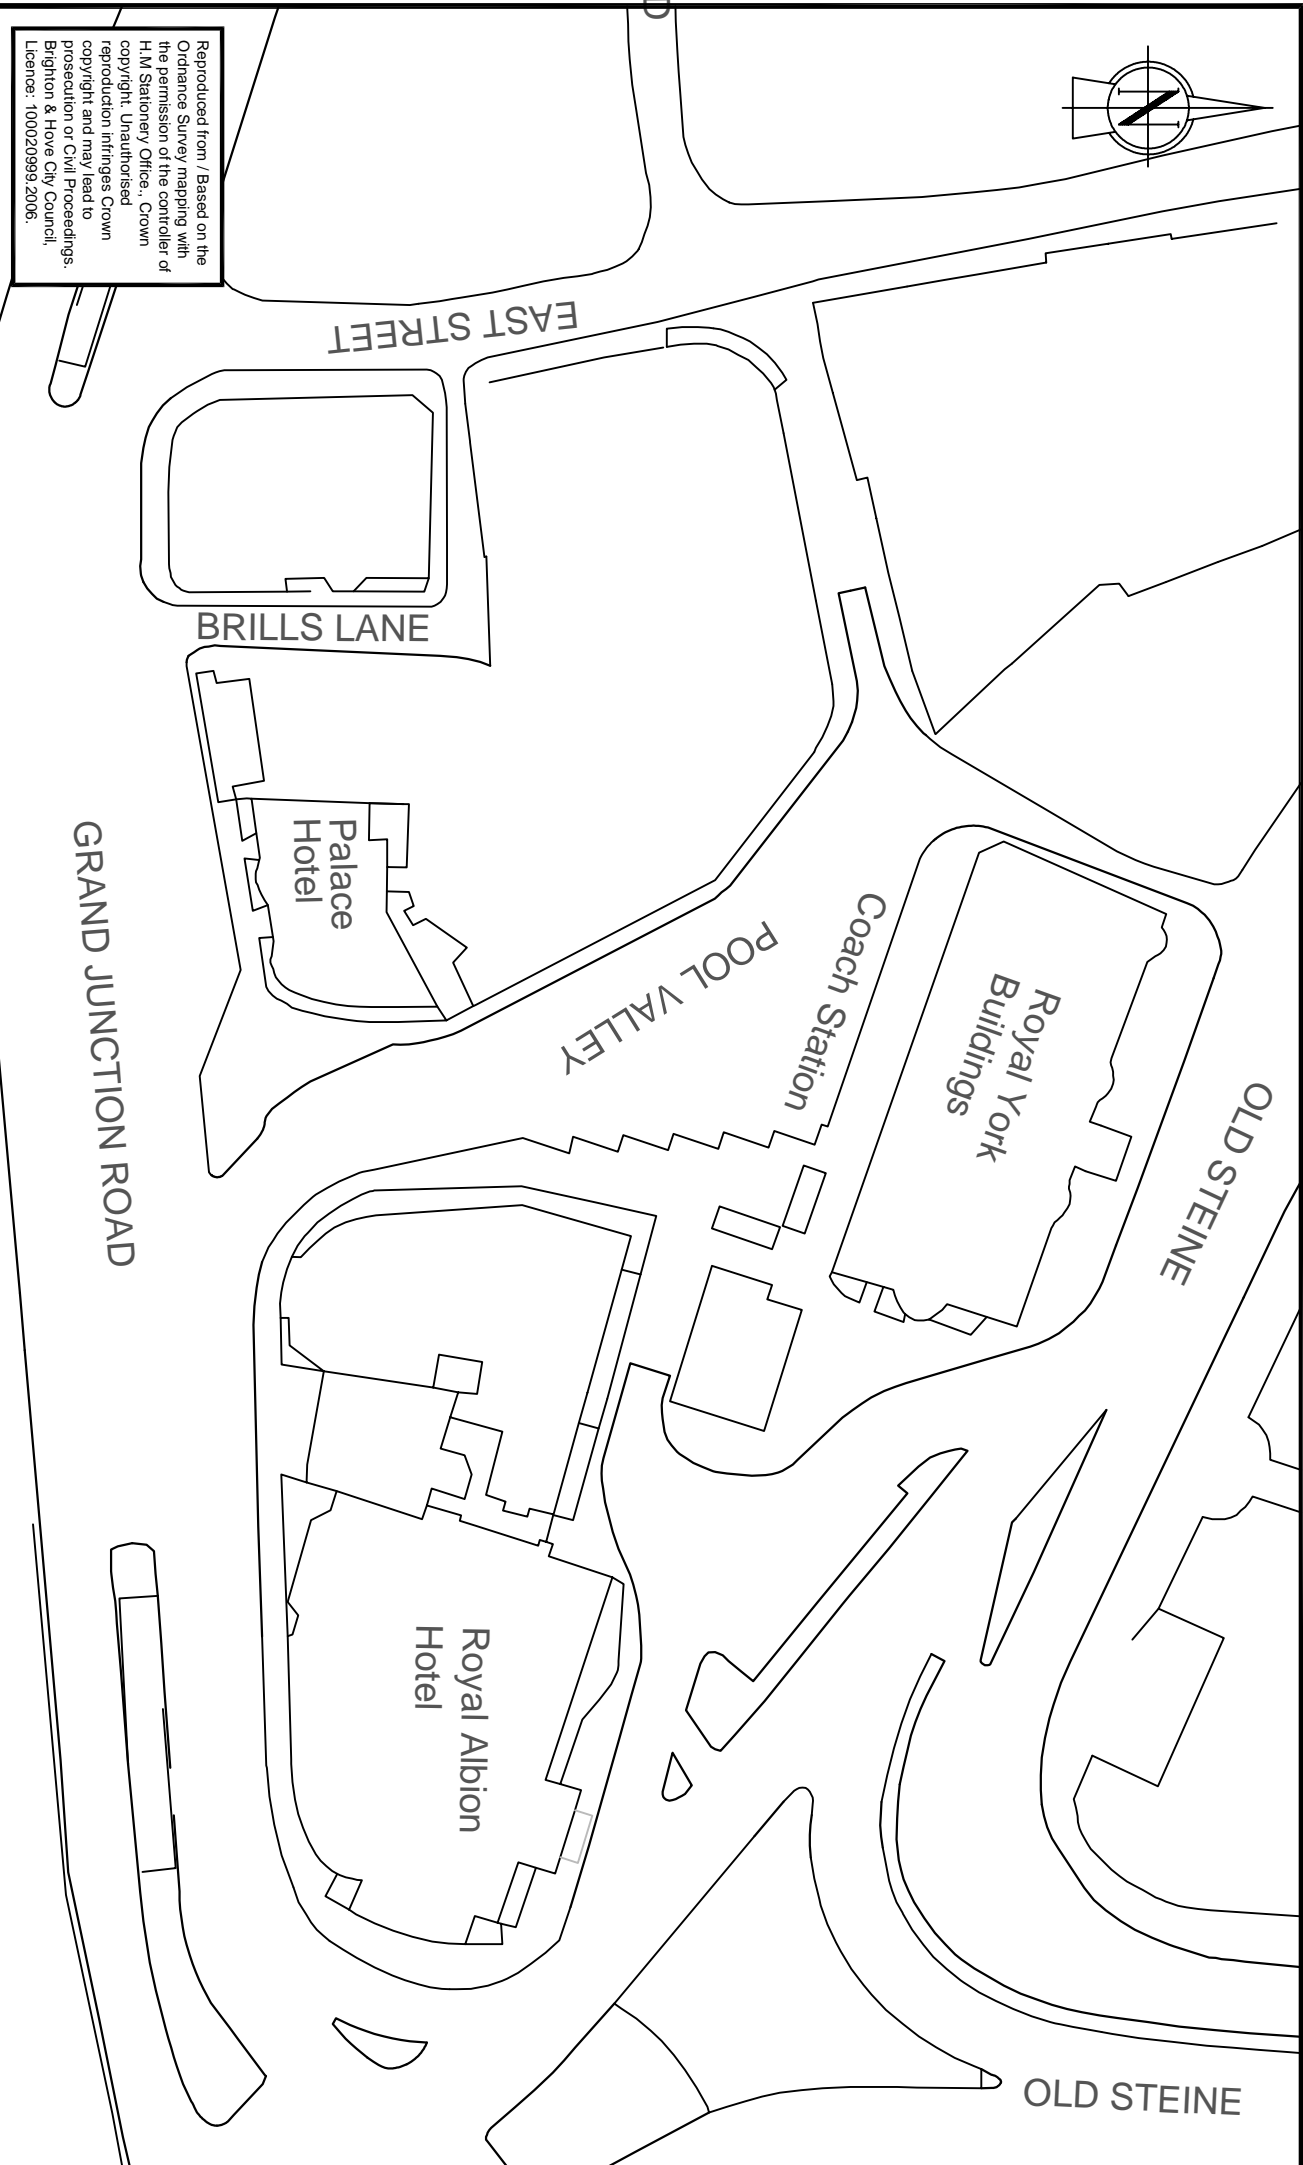 Reproduced from / Based on the
Ordnance Survey mapping with
the permission of the controller of
H.M Stationery Office., Crown
copyright. Unauthorised
reproduction infringes Crown
copyright and may lead to
prosecution or Civil Proceedings.
Brighton & Hove City Council,
Licence: 100020999.2006.
D
N
EAST STREET
BRILLS LANE
Palace
Hotel
GRAND JUNCTION ROAD
POOL VALLEY
Coach Station
Royal York
Buildings
OLD STEINE
Royal Albion
Hotel
OLD STEINE